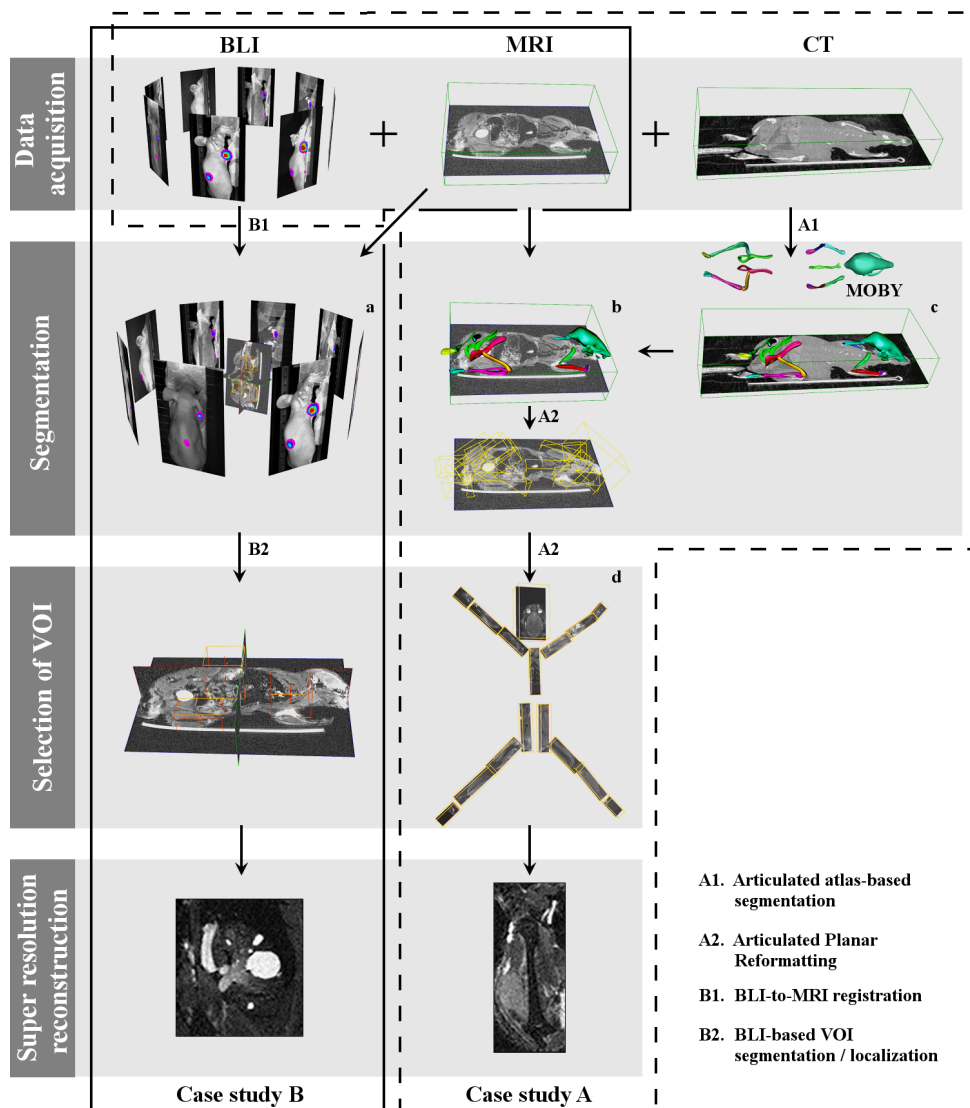 BLI
MRI
CT
Data
acquisition
+
+
B1
A1
Segmentation
a
b
MOBY
c
A2
B2
A2
Selection of VOI
d
Super resolution
reconstruction
A1. Articulated atlas-based
segmentation
A2. Articulated Planar
Reformatting
B1. BLI-to-MRI registration
B2. BLI-based VOI
segmentation / localization
Case study B
Case study A